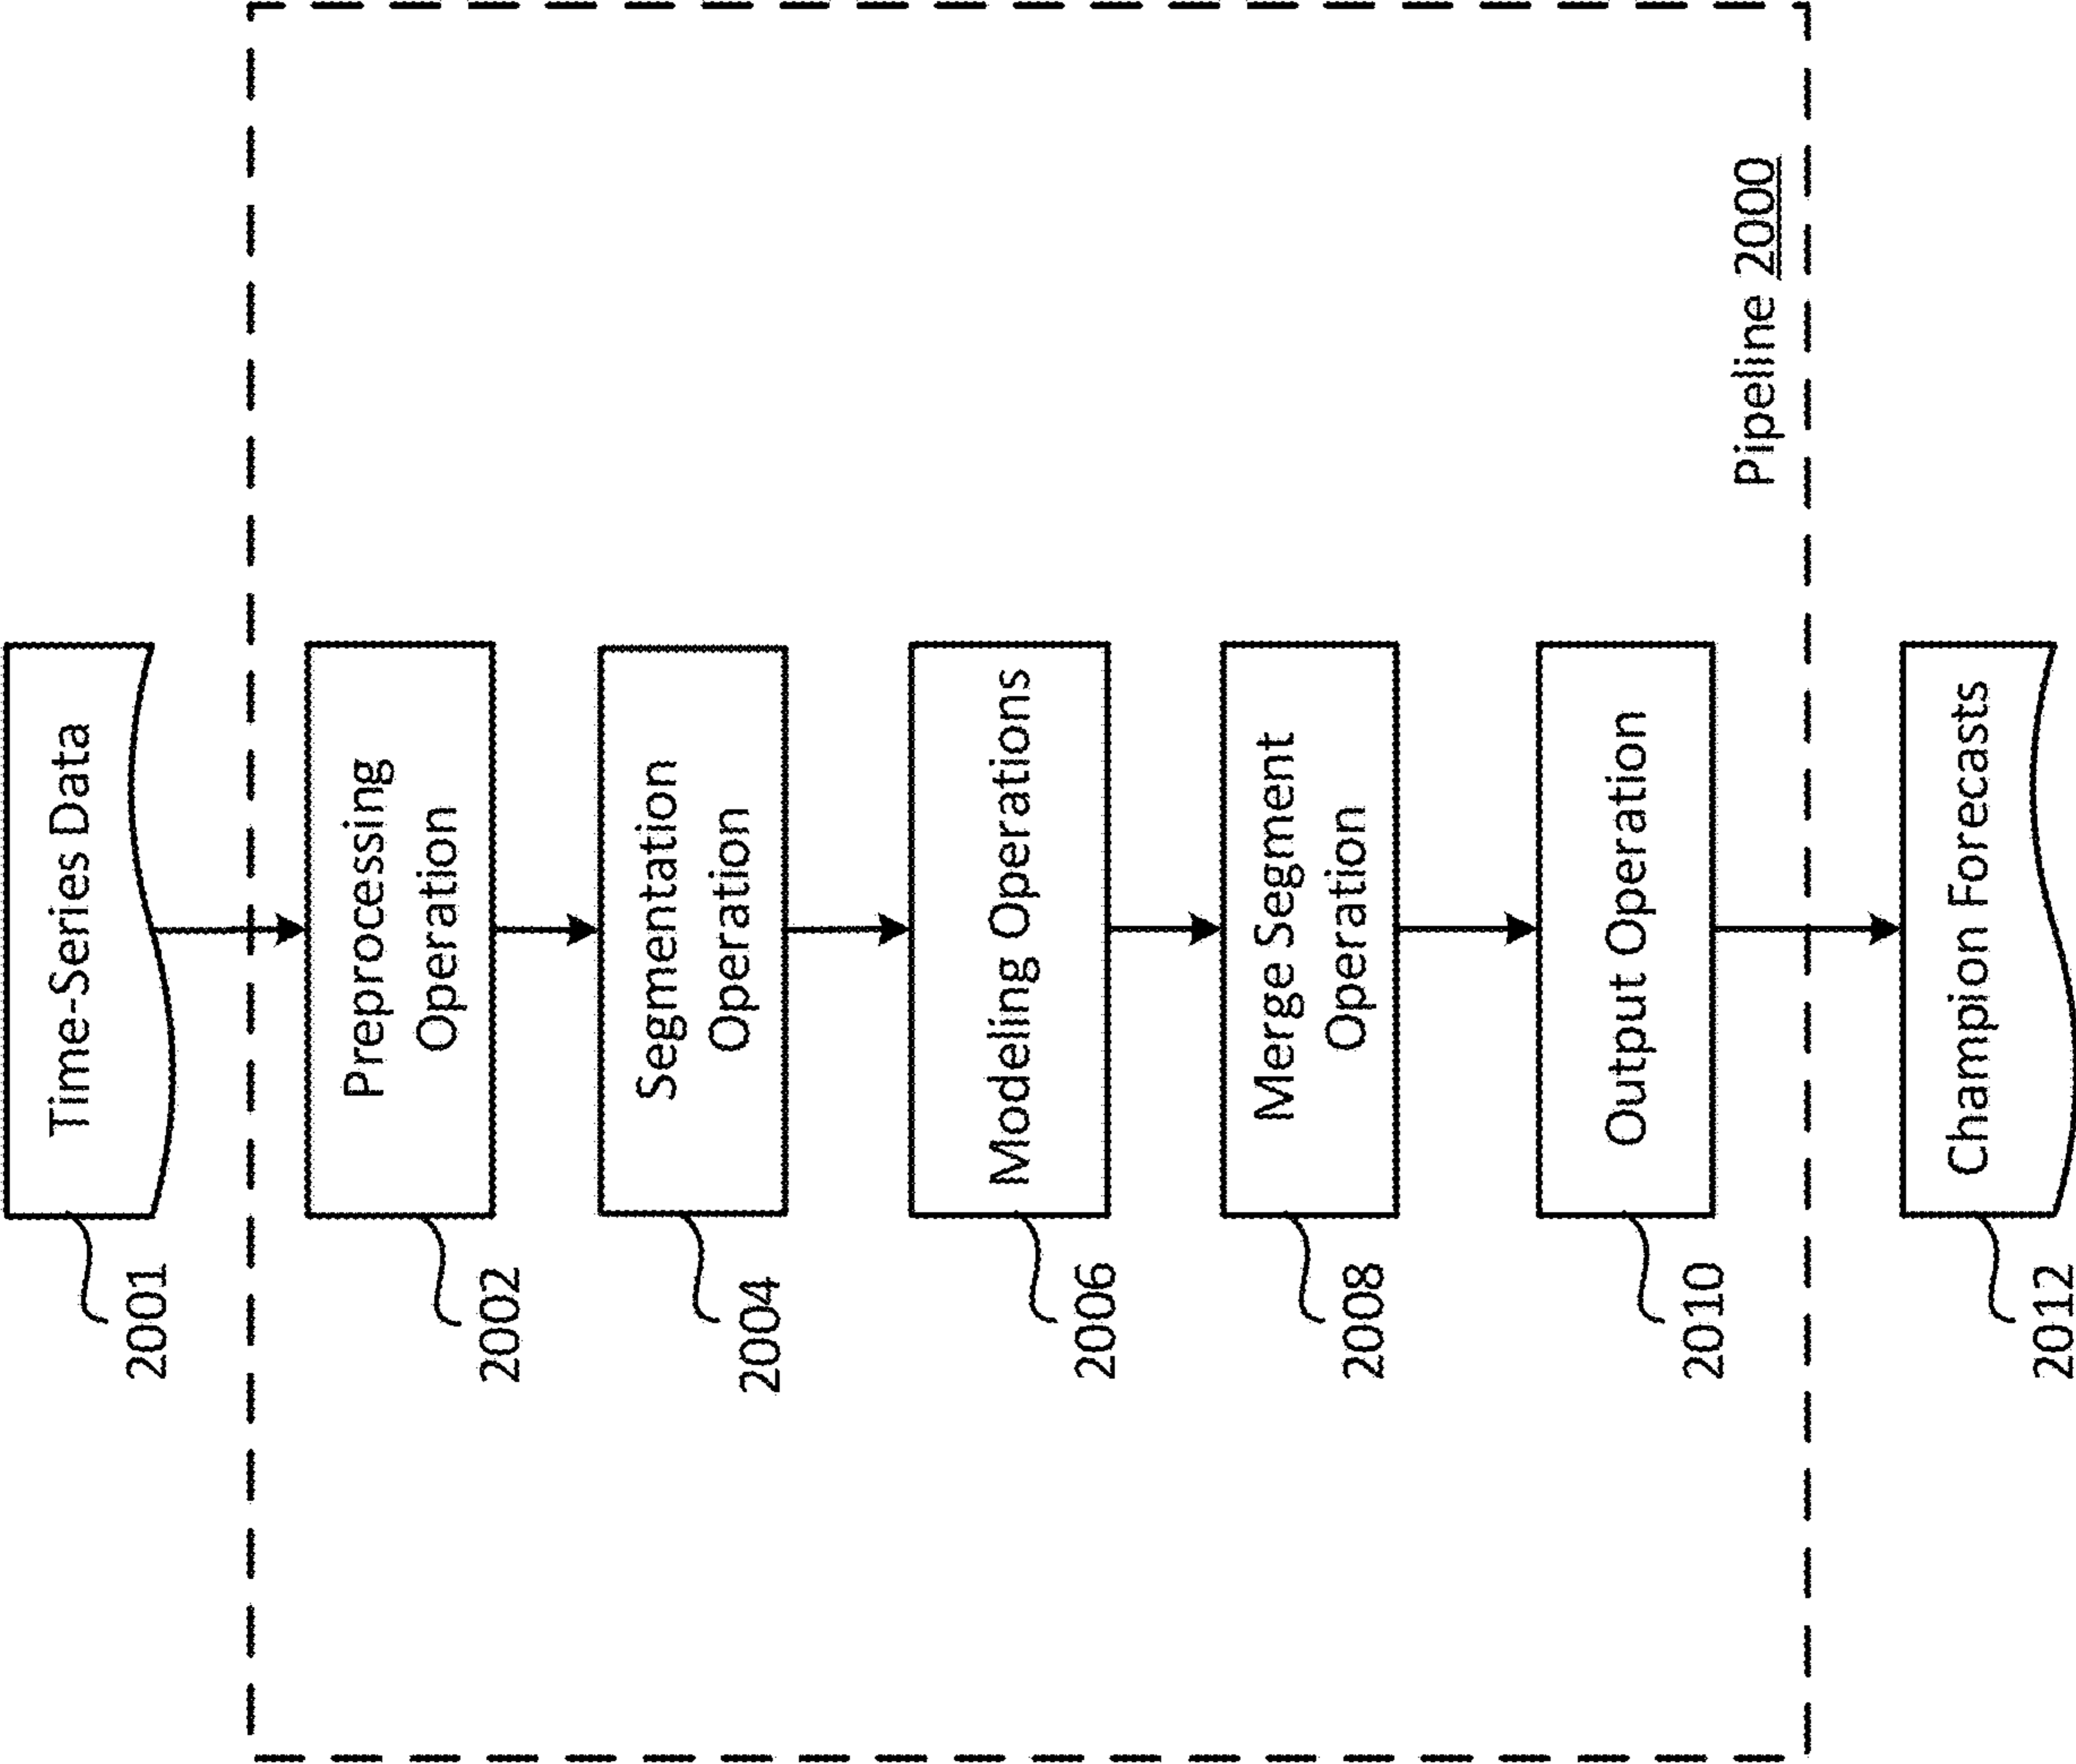 Time-Series Data
2001
Preprocessing
Operation
2002
Segmentation
Operation
2004
Modeling Operations
2006
Merge Segment
Operation
2008
Output Operation
2010
Pipeline 2000
Champion Forecasts
2012